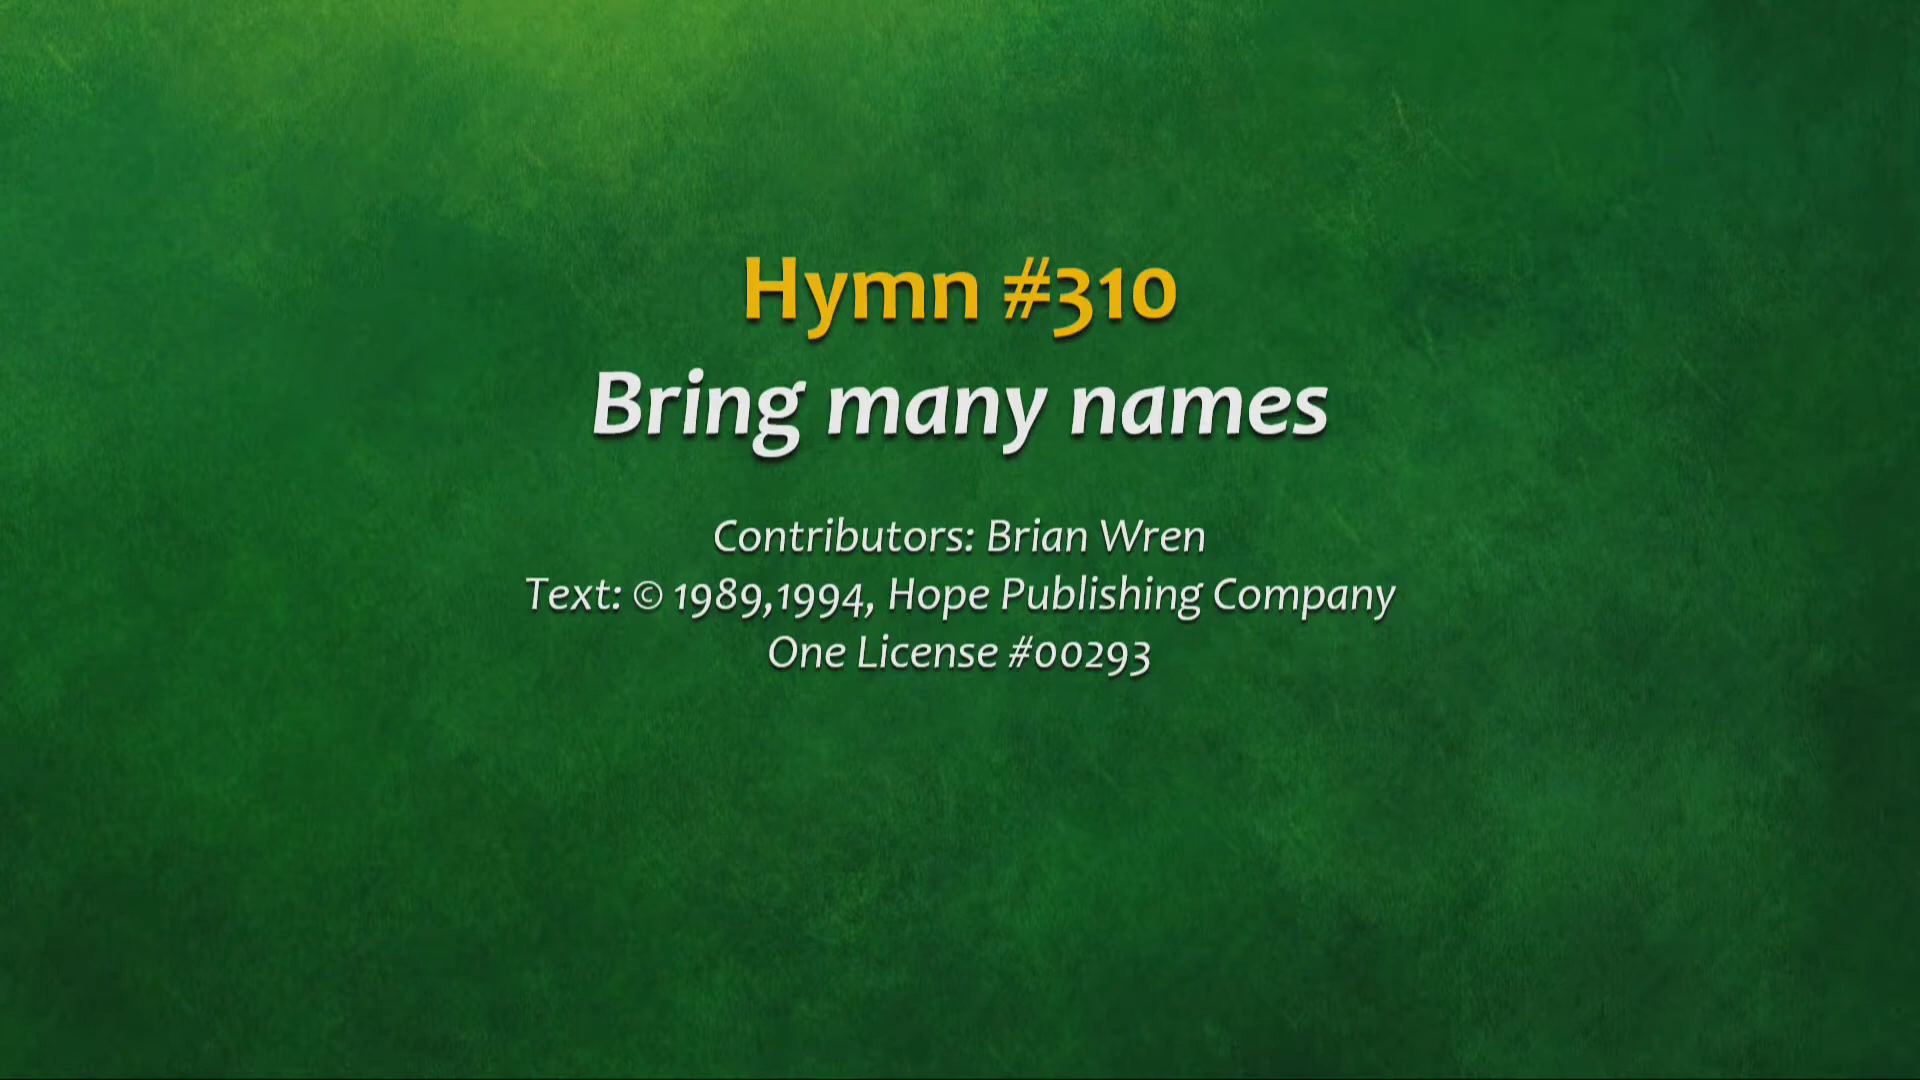 Hymn #310
Bring many names
Contributors: Brian Wren
Text: © 1989,1994, Hope Publishing Company
One License #00293